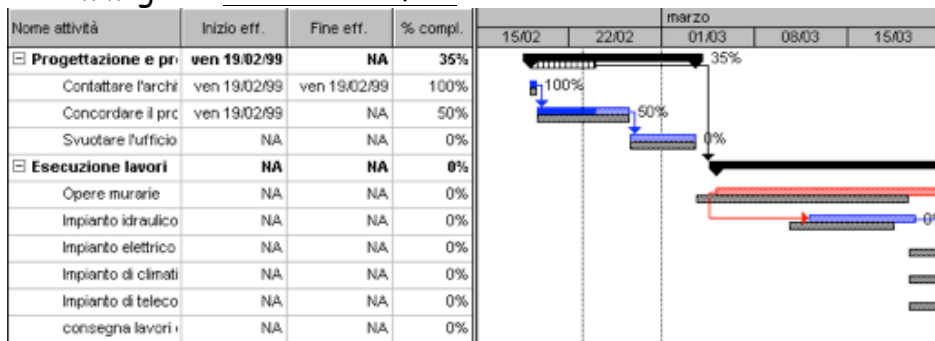 marzo
Nome attività Inizio eff. Fine eff. % compl. 15/02 22/02 01/03 08/03 15/03
Progettazione e pr ven 19/02/99 NA 35% 35%
Contattare l'archi ven 19/02/99 ven 19/02/99 100% 100%
Concordare il prc ven 19/02/99 NA 50% 50%
Svuotare l'ufficio NA NA 0% 0%
Esecuzione lavori NA NA 0%
Opere murarie NA NA 0%
Impianto idraulico NA NA 0% 0%
Impianto elettrico NA NA 0%
Impianto di climati NA NA 0%
Impianto di teleco NA NA 0%
consegna lavori NA NA 0%